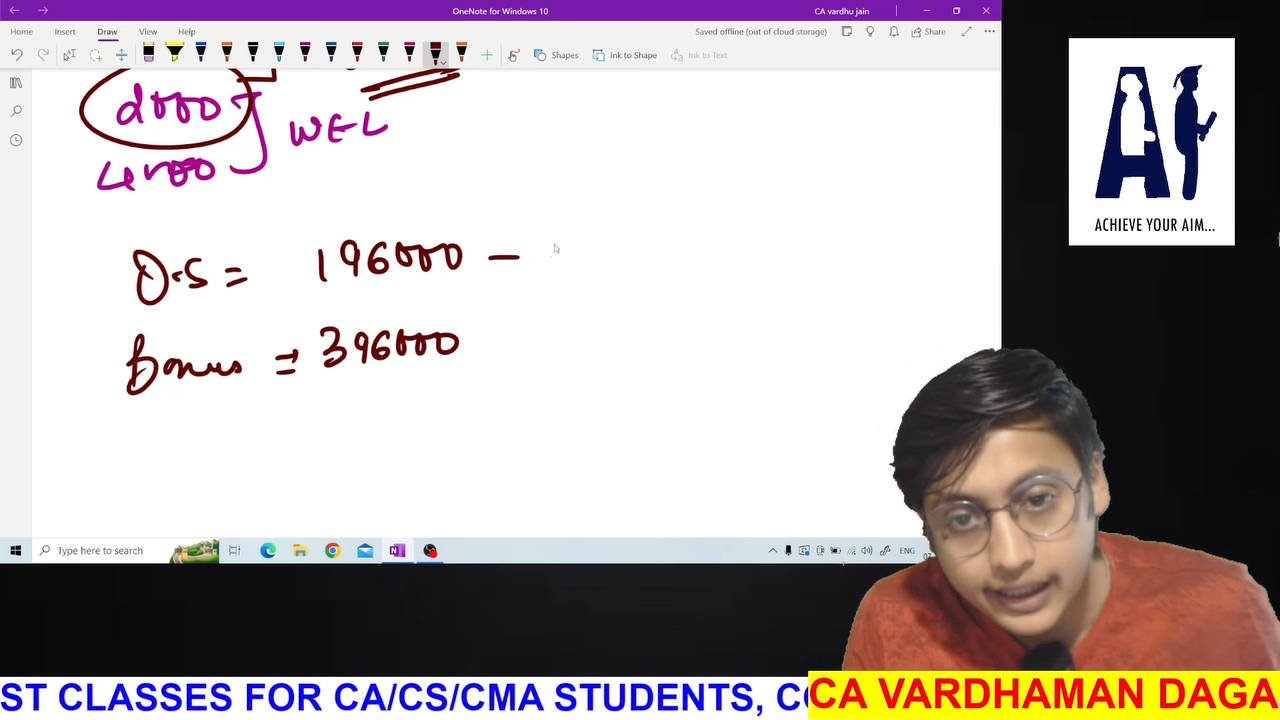 OneNote for Windows 10
CA vardhu jain
Home Insert Draw View Help
Saved offline (out of cloud storage)
Share
Shapes
Ink to Shape
Ink to Text
2000
4000
WEL
O.S = 196000 -
Bonus = 396000
Type here to search
ENG
ACHIEVE YOUR AIM...
ST CLASSES FOR CA/CS/CMA STUDENTS, CO
CA VARDHAMAN DAGA